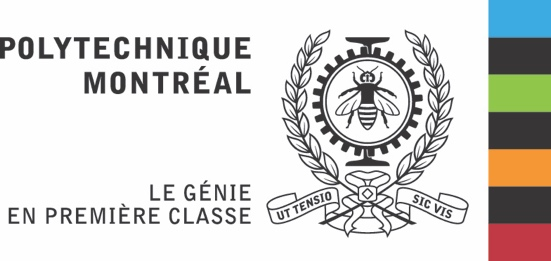 POLYTECHNIQUE
MONTRÉAL
LE GÉNIE
EN PREMIÈRE CLASSE
UT TENSIO SIC VIS